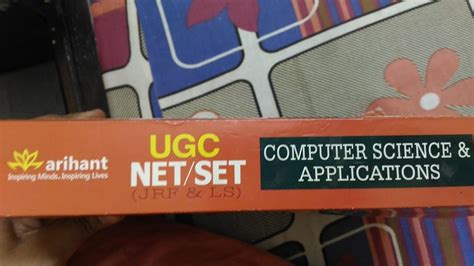 arihant
Inspiring Minds. Inspiring Lives
UGC
NET/SET
(JRF & LS)
COMPUTER SCIENCE &
APPLICATIONS